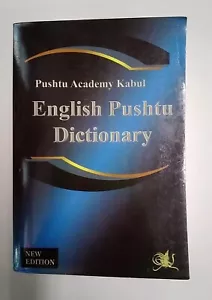 Pushtu Academy Kabul
English Pushtu
Dictionary
NEW
EDITION